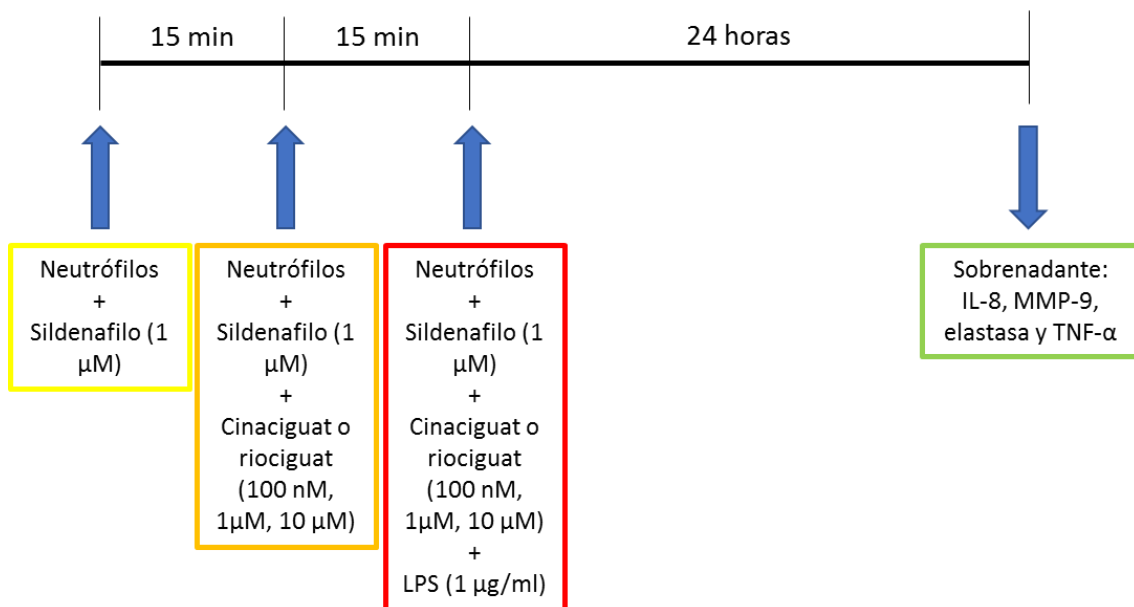 15 min
15 min
24 horas
Neutrófilos
+
Sildenafilo (1
µM)
Neutrófilos
+
Sildenafilo (1
µM)
+
Cinaciguat o
riociguat
(100 nM,
1µM, 10 µM)
Neutrófilos
+
Sildenafilo (1
µM)
+
Cinaciguat o
riociguat
(100 nM,
1µM, 10 µM)
+
LPS (1 µg/ml)
Sobrenadante:
IL-8, MMP-9,
elastasa y TNF-α